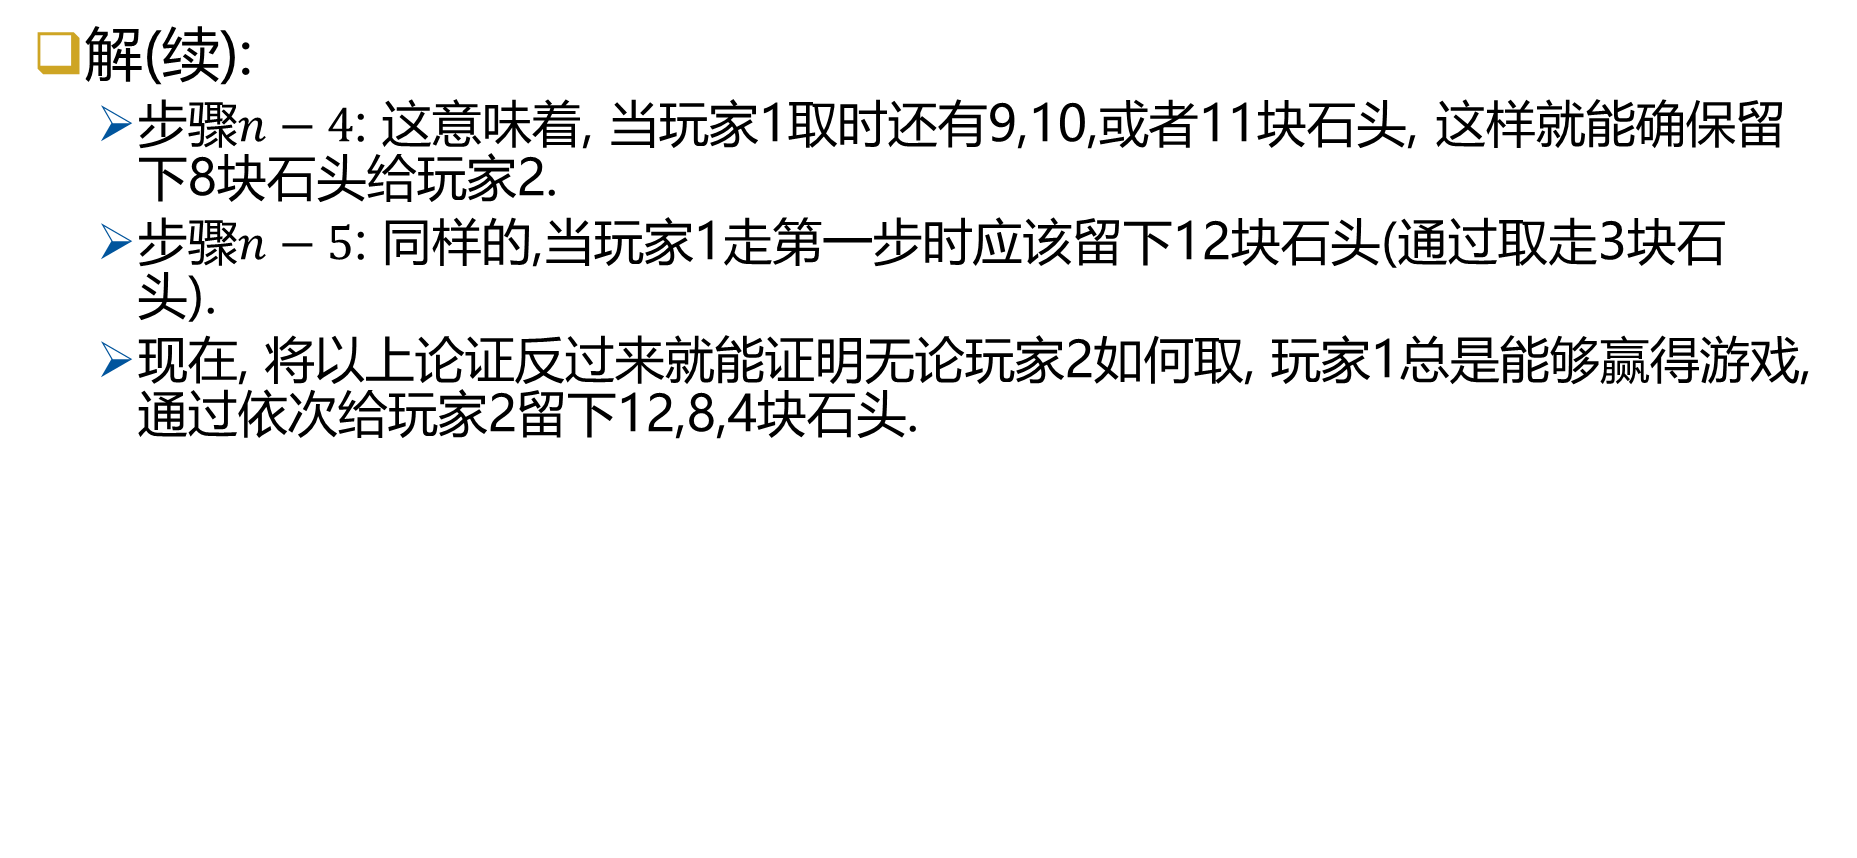 解(续):
步骤n − 4: 这意味着, 当玩家1取时还有9,10,或者11块石头, 这样就能确保留
下8块石头给玩家2.
步骤n − 5: 同样的,当玩家1走第一步时应该留下12块石头(通过取走3块石
头).
现在, 将以上论证反过来就能证明无论玩家2如何取, 玩家1总是能够赢得游戏,
通过依次给玩家2留下12,8,4块石头.